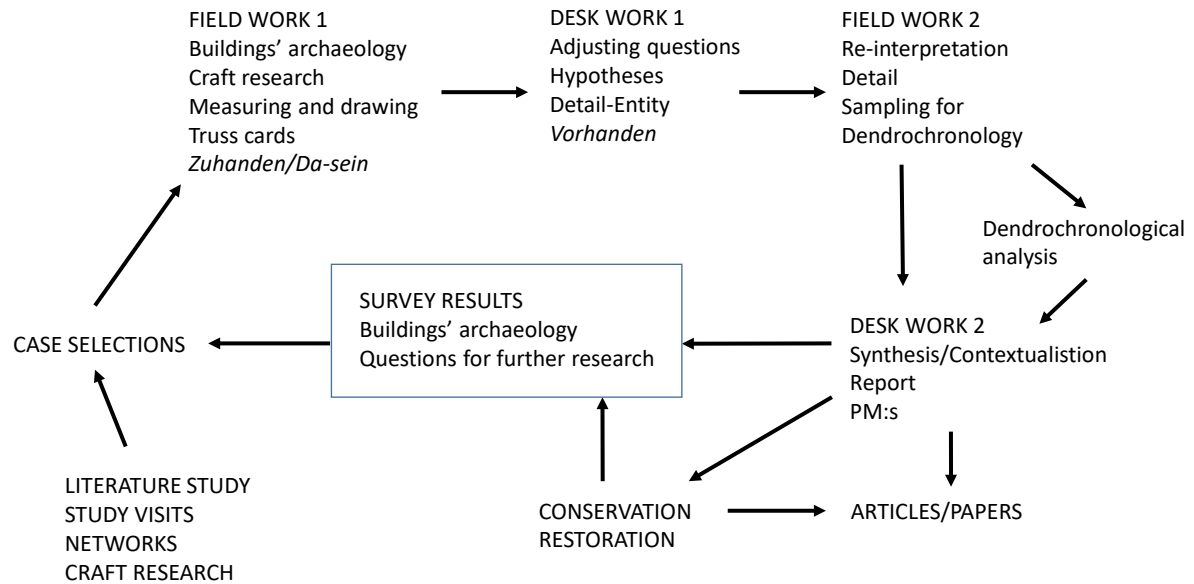 FIELD WORK 1
Buildings’ archaeology
Craft research
Measuring and drawing
Truss cards
Zuhanden/Da-sein
DESK WORK 1
Adjusting questions
Hypotheses
Detail-Entity
Vorhanden
FIELD WORK 2
Re-interpretation
Detail
Sampling for
Dendrochronology
Dendrochronological
analysis
SURVEY RESULTS
Buildings’ archaeology
Questions for further research
CASE SELECTIONS
DESK WORK 2
Synthesis/Contextualistion
Report
PM:s
LITERATURE STUDY
STUDY VISITS
NETWORKS
CRAFT RESEARCH
CONSERVATION
RESTORATION
ARTICLES/PAPERS